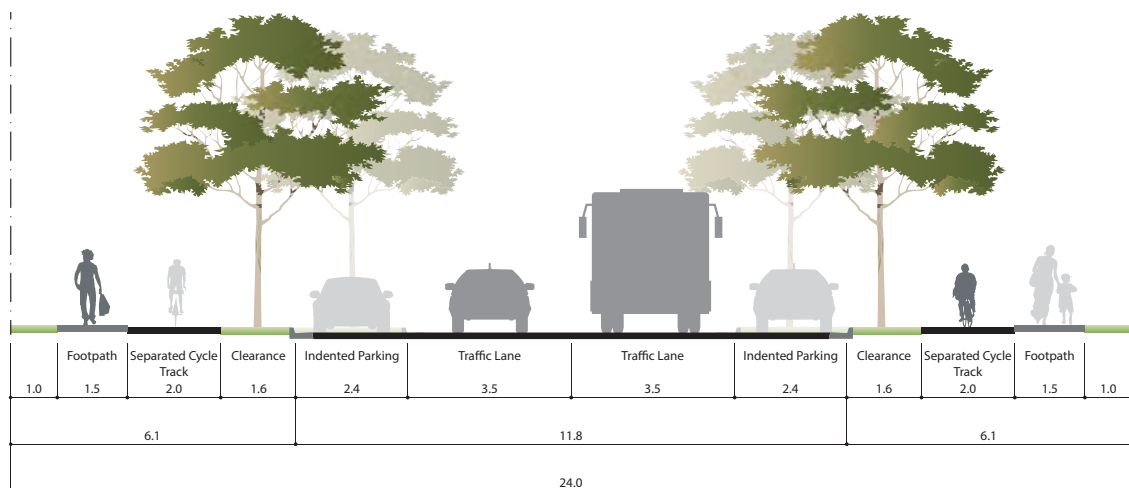 Footpath Separated Cycle Clearance Indented Parking Traffic Lane Traffic Lane Indented Parking Clearance Separated Cycle Footpath
Track Track
1.0 1.5 2.0 1.6 2.4 3.5 3.5 2.4 1.6 2.0 1.5 1.0
6.1 11.8 6.1
24.0